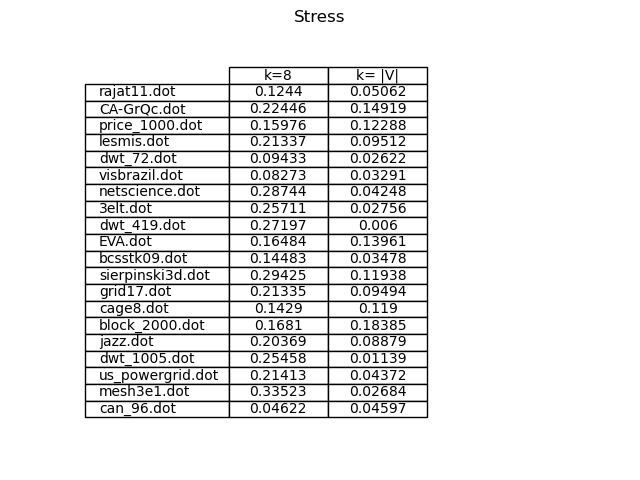 Stress
k=8 k= |V|
rajat11.dot 0.1244 0.05062
CA-GrQc.dot 0.22446 0.14919
price_1000.dot 0.15976 0.12288
lesmis.dot 0.21337 0.09512
dwt_72.dot 0.09433 0.02622
visbrazil.dot 0.08273 0.03291
netscience.dot 0.28744 0.04248
3elt.dot 0.25711 0.02756
dwt_419.dot 0.27197 0.006
EVA.dot 0.16484 0.13961
bcsstk09.dot 0.14483 0.03478
sierpinski3d.dot 0.29425 0.11938
grid17.dot 0.21335 0.09494
cage8.dot 0.1429 0.119
block_2000.dot 0.1681 0.18385
jazz.dot 0.20369 0.08879
dwt_1005.dot 0.25458 0.01139
us_powergrid.dot 0.21413 0.04372
mesh3e1.dot 0.33523 0.02684
can_96.dot 0.04622 0.04597